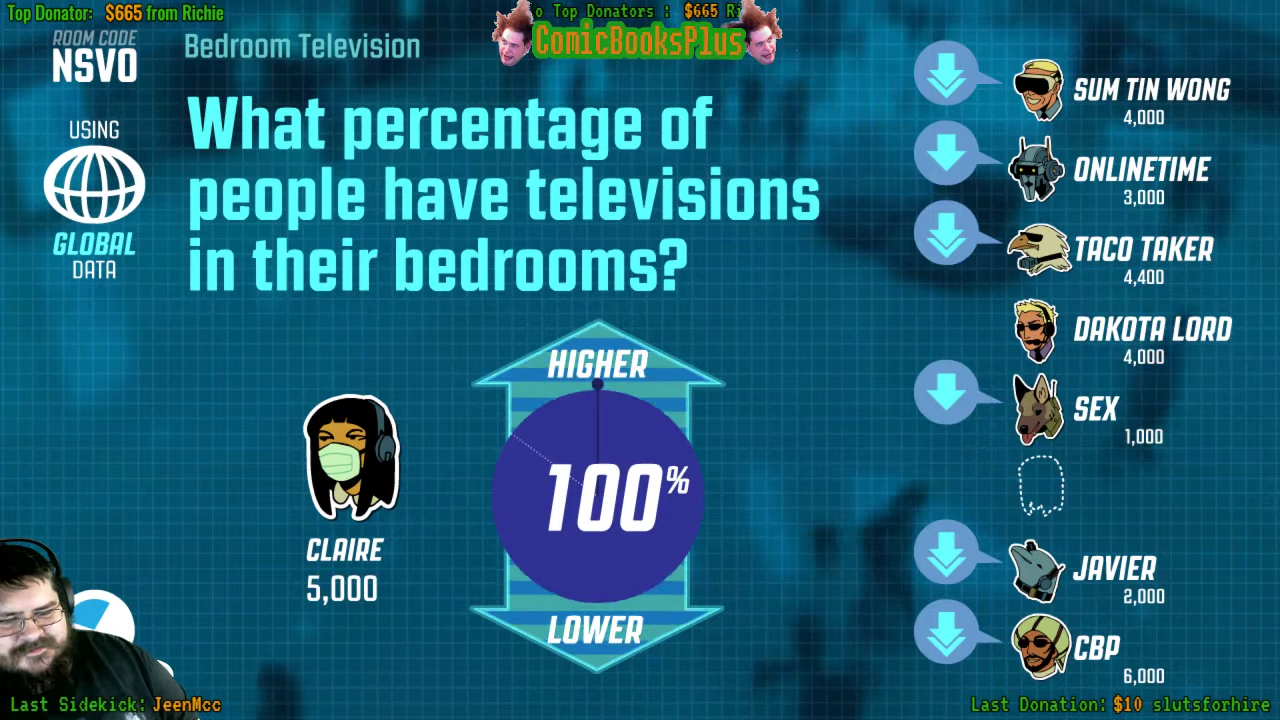 Top Donator: $665 from Richie
o Top Donators : $665 Ri
ComicBooksPlus
ROOM CODE
NSVO
Bedroom Television
USING
GLOBAL
DATA
What percentage of
people have televisions
in their bedrooms?
HIGHER
100%
LOWER
CLAIRE
5,000
SUM TIN WONG
4,000
ONLINETIME
3,000
TACO TAKER
4,400
DAKOTA LORD
4,000
SEX
1,000
JAVIER
2,000
CBP
6,000
Last Sidekick: JeenMcc
Last Donation: $10 slutsforhire